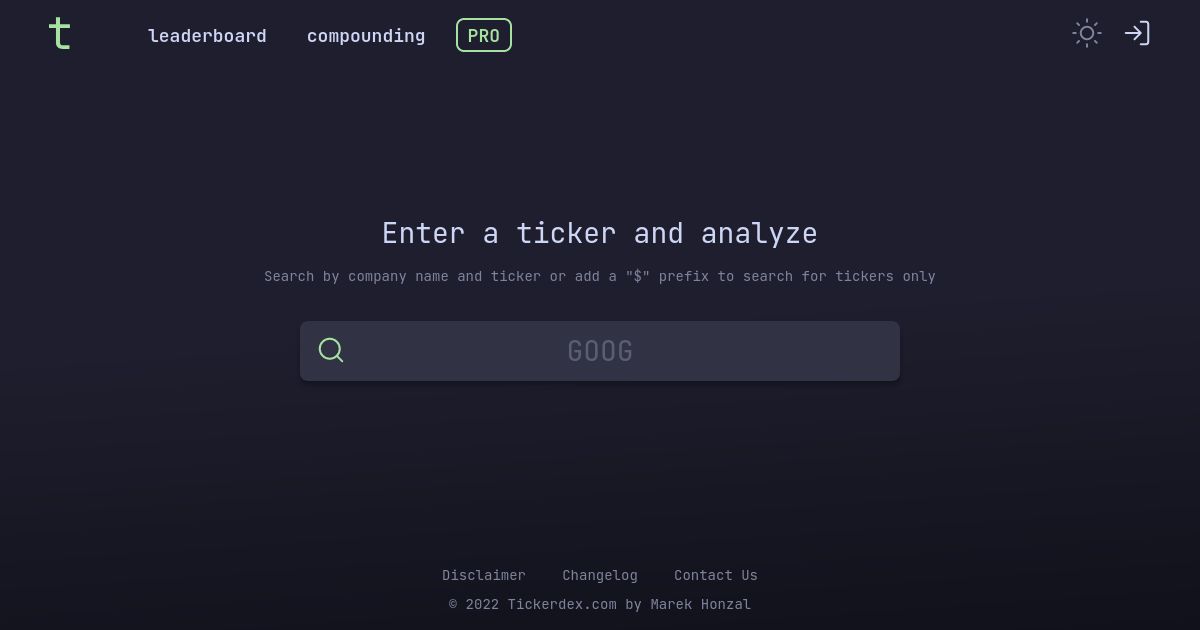 t leaderboard compounding PRO
Enter a ticker and analyze
Search by company name and ticker or add a "$" prefix to search for tickers only
GOOG
Disclaimer Changelog Contact Us
© 2022 Tickerdex.com by Marek Honzal